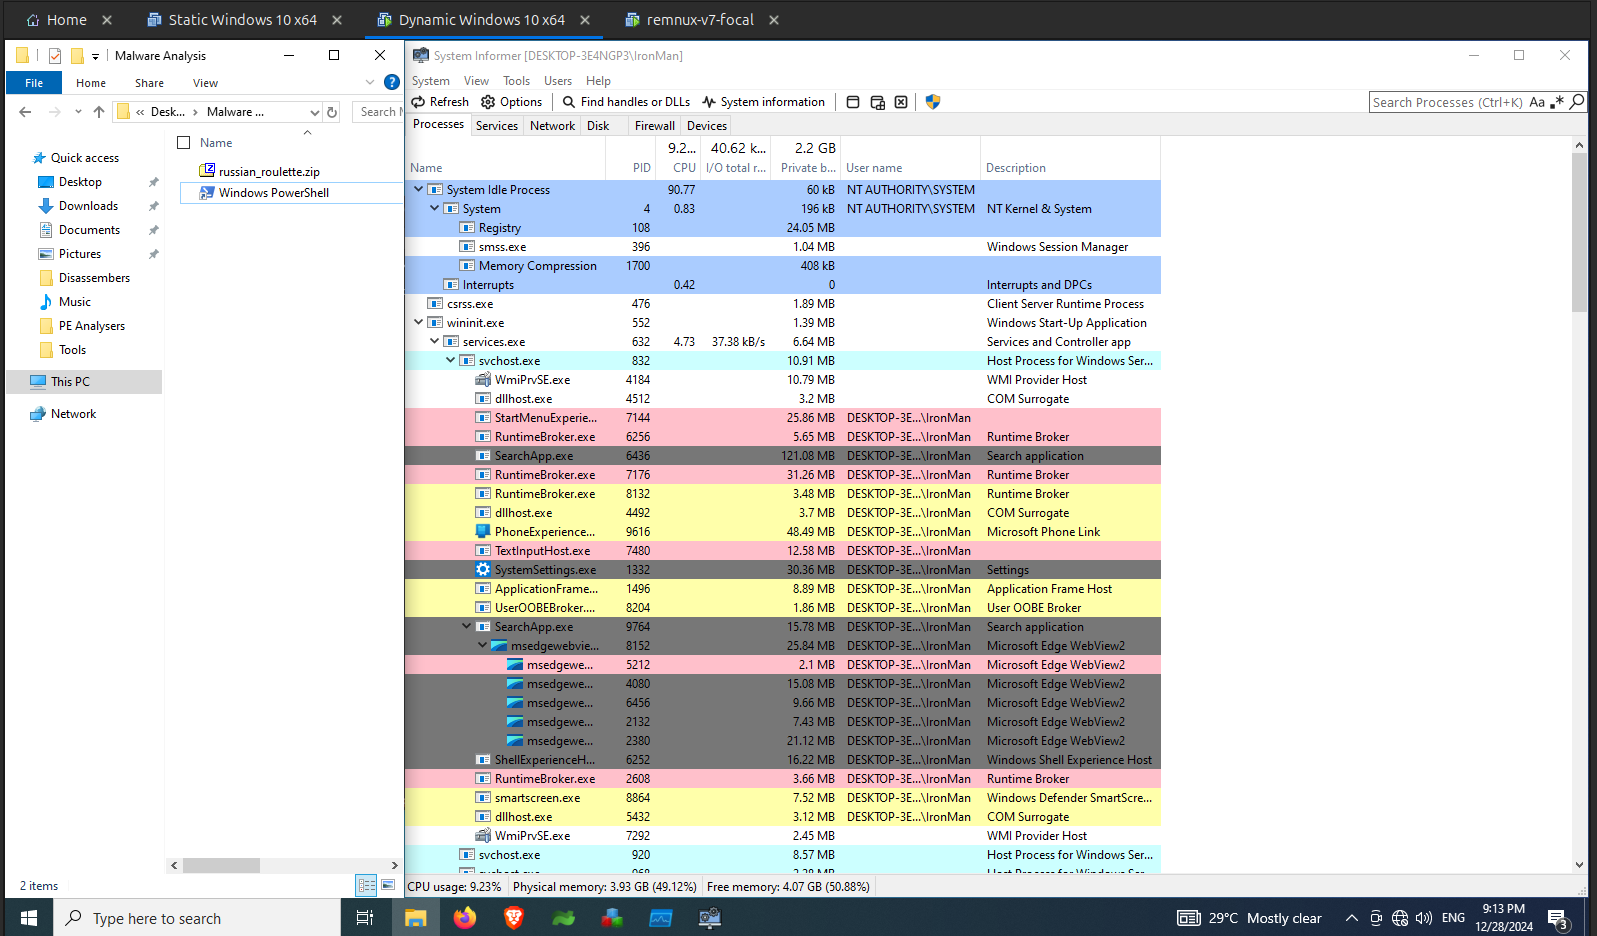 Home
Static Windows 10 x64
Dynamic Windows 10 x64
remnux-v7-focal
Malware Analysis
File Home Share View
« Desk... Malware ...
Search
Name
russian_roulette.zip
Windows PowerShell
Quick access
Desktop
Downloads
Documents
Pictures
Disassembers
Music
PE Analysers
Tools
This PC
Network
2 items
System Informer [DESKTOP-3E4NGP3\IronMan]
System View Tools Users Help
Refresh Options Find handles or DLLs System information
Search Processes (Ctrl+K) Aa .*
Processes Services Network Disk Firewall Devices
9.2... 40.62 k... 2.2 GB
Name PID CPU I/O total r... Private b... User name Description
System Idle Process 90.77 60 kB NT AUTHORITY\SYSTEM
System 4 0.83 196 kB NT AUTHORITY\SYSTEM NT Kernel & System
Registry 108 24.05 MB
smss.exe 396 1.04 MB Windows Session Manager
Memory Compression 1700 408 kB
Interrupts 0.42 0 Interrupts and DPCs
csrss.exe 476 1.89 MB Client Server Runtime Process
wininit.exe 552 1.39 MB Windows Start-Up Application
services.exe 632 4.73 37.38 kB/s 6.64 MB Services and Controller app
svchost.exe 832 10.91 MB Host Process for Windows Ser...
WmiPrvSE.exe 4184 10.79 MB WMI Provider Host
dllhost.exe 4512 3.2 MB COM Surrogate
StartMenuExperie... 7144 25.86 MB DESKTOP-3E...\IronMan
RuntimeBroker.exe 6256 5.65 MB DESKTOP-3E...\IronMan Runtime Broker
SearchApp.exe 6436 121.08 MB DESKTOP-3E...\IronMan Search application
RuntimeBroker.exe 7176 31.26 MB DESKTOP-3E...\IronMan Runtime Broker
RuntimeBroker.exe 8132 3.48 MB DESKTOP-3E...\IronMan Runtime Broker
dllhost.exe 4492 3.7 MB DESKTOP-3E...\IronMan COM Surrogate
PhoneExperience... 9616 48.49 MB DESKTOP-3E...\IronMan Microsoft Phone Link
TextInputHost.exe 7480 12.58 MB DESKTOP-3E...\IronMan
SystemSettings.exe 1332 30.36 MB DESKTOP-3E...\IronMan Settings
ApplicationFrame... 1496 8.89 MB DESKTOP-3E...\IronMan Application Frame Host
UserOOBEBroker.... 8204 1.86 MB DESKTOP-3E...\IronMan User OOBE Broker
SearchApp.exe 9764 15.78 MB DESKTOP-3E...\IronMan Search application
msedgewebvie... 8152 25.84 MB DESKTOP-3E...\IronMan Microsoft Edge WebView2
msedgewe... 5212 2.1 MB DESKTOP-3E...\IronMan Microsoft Edge WebView2
msedgewe... 4080 15.08 MB DESKTOP-3E...\IronMan Microsoft Edge WebView2
msedgewe... 6456 9.66 MB DESKTOP-3E...\IronMan Microsoft Edge WebView2
msedgewe... 2132 7.43 MB DESKTOP-3E...\IronMan Microsoft Edge WebView2
msedgewe... 2380 21.12 MB DESKTOP-3E...\IronMan Microsoft Edge WebView2
ShellExperienceH... 6252 16.22 MB DESKTOP-3E...\IronMan Windows Shell Experience Host
RuntimeBroker.exe 2608 3.66 MB DESKTOP-3E...\IronMan Runtime Broker
smartscreen.exe 8864 7.52 MB DESKTOP-3E...\IronMan Windows Defender SmartScre...
dllhost.exe 5432 3.12 MB DESKTOP-3E...\IronMan COM Surrogate
WmiPrvSE.exe 7292 2.45 MB WMI Provider Host
svchost.exe 920 8.57 MB Host Process for Windows Ser...
CPU usage: 9.23% Physical memory: 3.93 GB (49.12%) Free memory: 4.07 GB (50.88%)
Type here to search
29°C Mostly clear
ENG
9:13 PM
12/28/2024
3